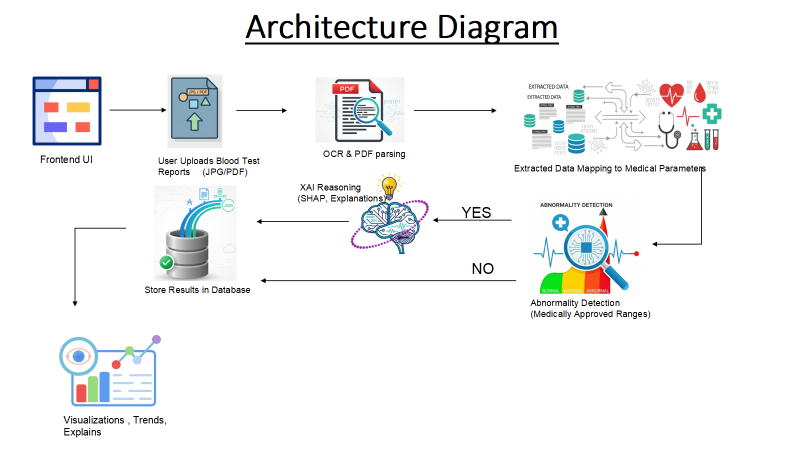 Architecture Diagram
JPG / PDF
PDF
EXTRACTED DATA
EXTRACTED DATA
Frontend UI
User Uploads Blood Test
Reports (JPG/PDF)
OCR & PDF parsing
Extracted Data Mapping to Medical Parameters
XAI Reasoning
(SHAP, Explanations)
YES
ABNORMALITY DETECTION
NO
NORMAL
ABNORMAL
Store Results in Database
Abnormality Detection
(Medically Approved Ranges)
Visualizations , Trends,
Explains